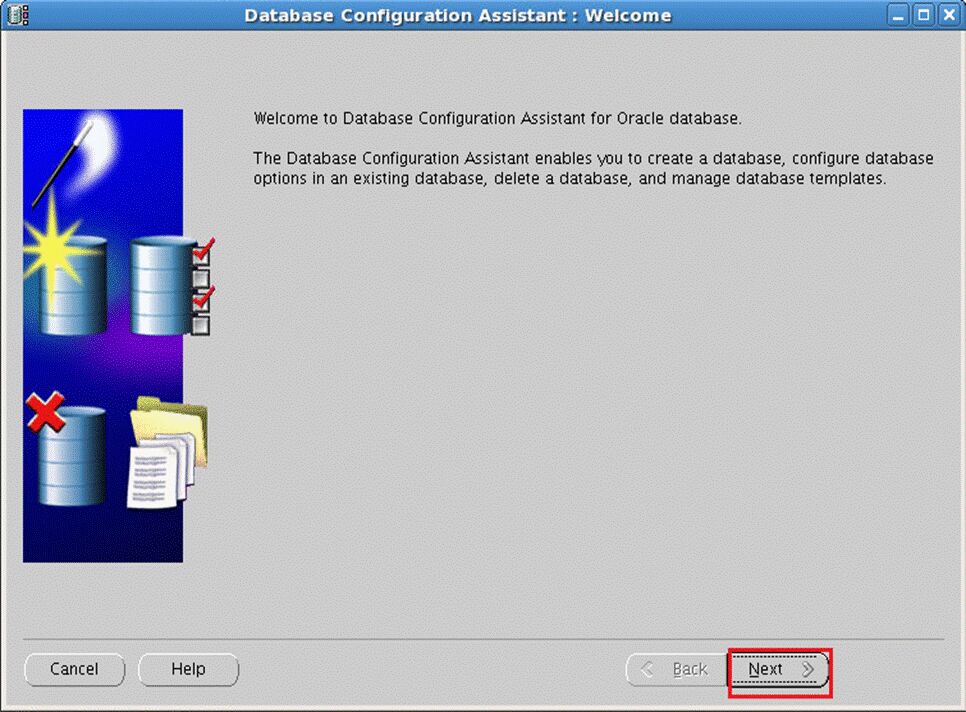 Database Configuration Assistant : Welcome
Welcome to Database Configuration Assistant for Oracle database.
The Database Configuration Assistant enables you to create a database, configure database
options in an existing database, delete a database, and manage database templates.
Cancel
Help
Back
Next